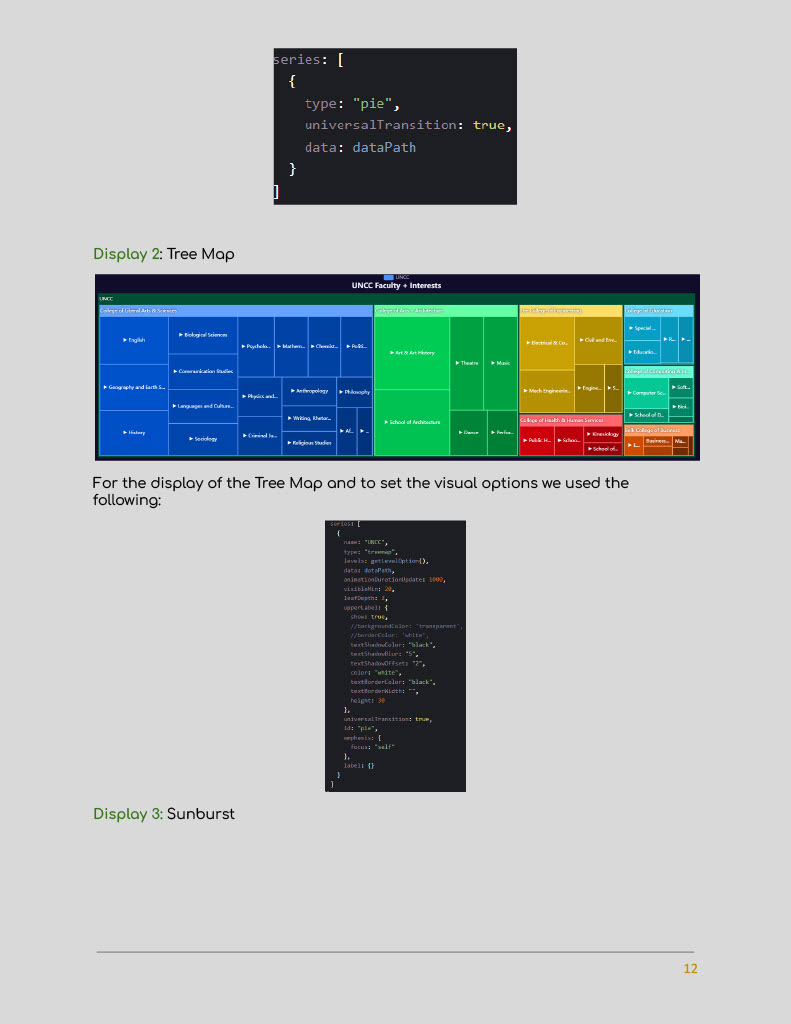 series: [
{
type: "pie",
universalTransition: true,
data: dataPath
}
]
Display 2: Tree Map
UNCC
UNCC Faculty + Interests
UNCC
College of Liberal Arts & Sciences
English
Geography and Earth S...
History
Biological Sciences
Communication Studies
Languages and Culture...
Sociology
Psycholo...
Mathem...
Chemist...
Politi...
Physics and...
Criminal Ju...
Anthropology
Philosophy
Writing, Rhetor...
Religious Studies
Af...
College of Arts + Architecture
Art & Art History
School of Architecture
Theatre
Music
Dance
Perfor...
Electrical & Co...
Civil and Env...
Mech Engineerin...
Engine...
S...
College of Health & Human Services
Public H...
Schoo...
Kinesiology
School of...
College of Education
Special ...
Educatio...
R...
College of Computing &
Computer Sc...
Soft...
School of D...
Bioi...
Belk College of Business
Business...
Ma...
For the display of the Tree Map and to set the visual options we used the
following:
series: [
{
name: "UNCC",
type: "treemap",
levels: getLevelOption(),
data: dataPath,
animationDurationUpdate: 1000,
visibleMin: 20,
leafDepth: 2,
upperLabel: {
show: true,
//backgroundColor: 'transparent',
//borderColor: 'white',
textShadowColor: "black",
textShadowBlur: "5",
textShadowOffset: "2",
color: "white",
textBorderColor: "black",
textBorderWidth: "",
height: 30
},
universalTransition: true,
id: "pie",
emphasis: {
focus: "self"
},
label: {}
}
]
Display 3: Sunburst
12